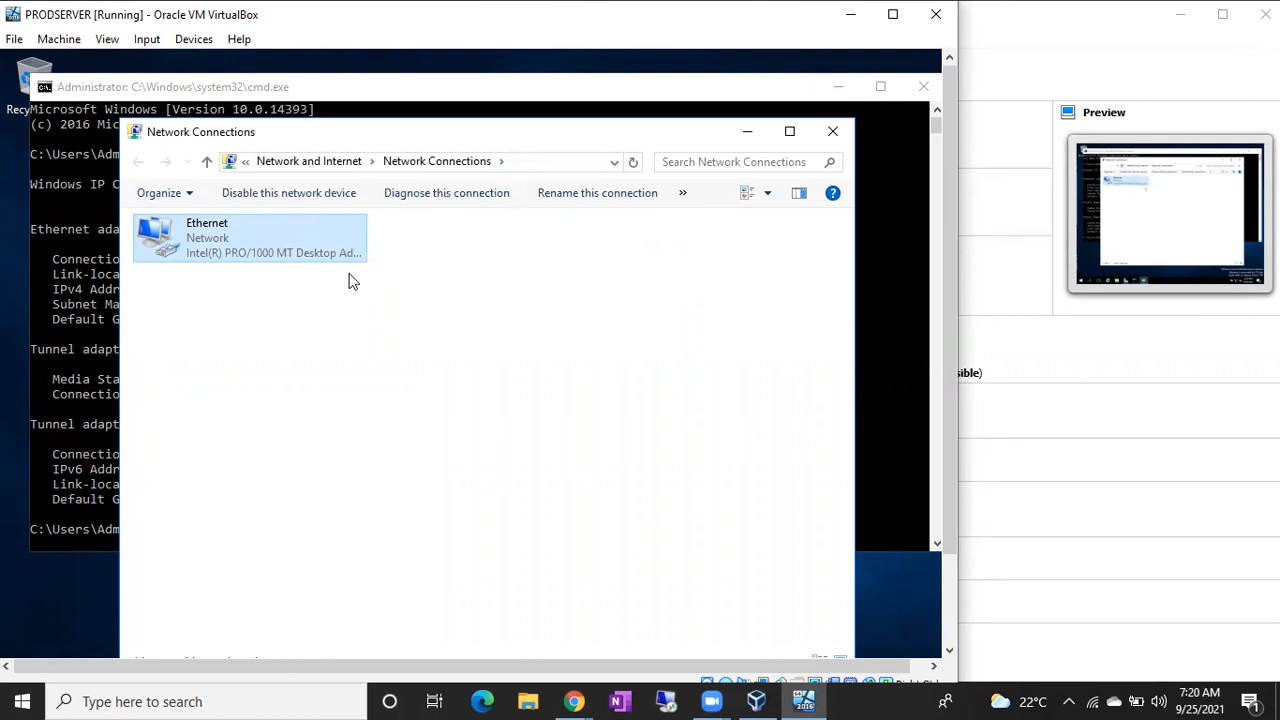 PRODSERVER [Running] - Oracle VM VirtualBox
File Machine View Input Devices Help
Administrator: C:\Windows\system32\cmd.exe
Recy
Microsoft Windows [Version 10.0.14393]
(c) 2016 Mic
Network Connections
C:\Users\Adm
« Network and Internet > Network Connections >
Search Network Connections
Windows IP C
Organize Disable this network device Diagnose this connection Rename this connection »
Ethernet
Network
Intel(R) PRO/1000 MT Desktop Ad...
Ethernet ada
Connectio
Link-loca
IPv4 Addr
Subnet Ma
Default G
Tunnel adapt
Media Sta
Connectio
Tunnel adapt
Connectio
IPv6 Addr
Link-loca
Default G
C:\Users\Adm
Preview
sible)
Type here to search
22°C
7:20 AM
9/25/2021